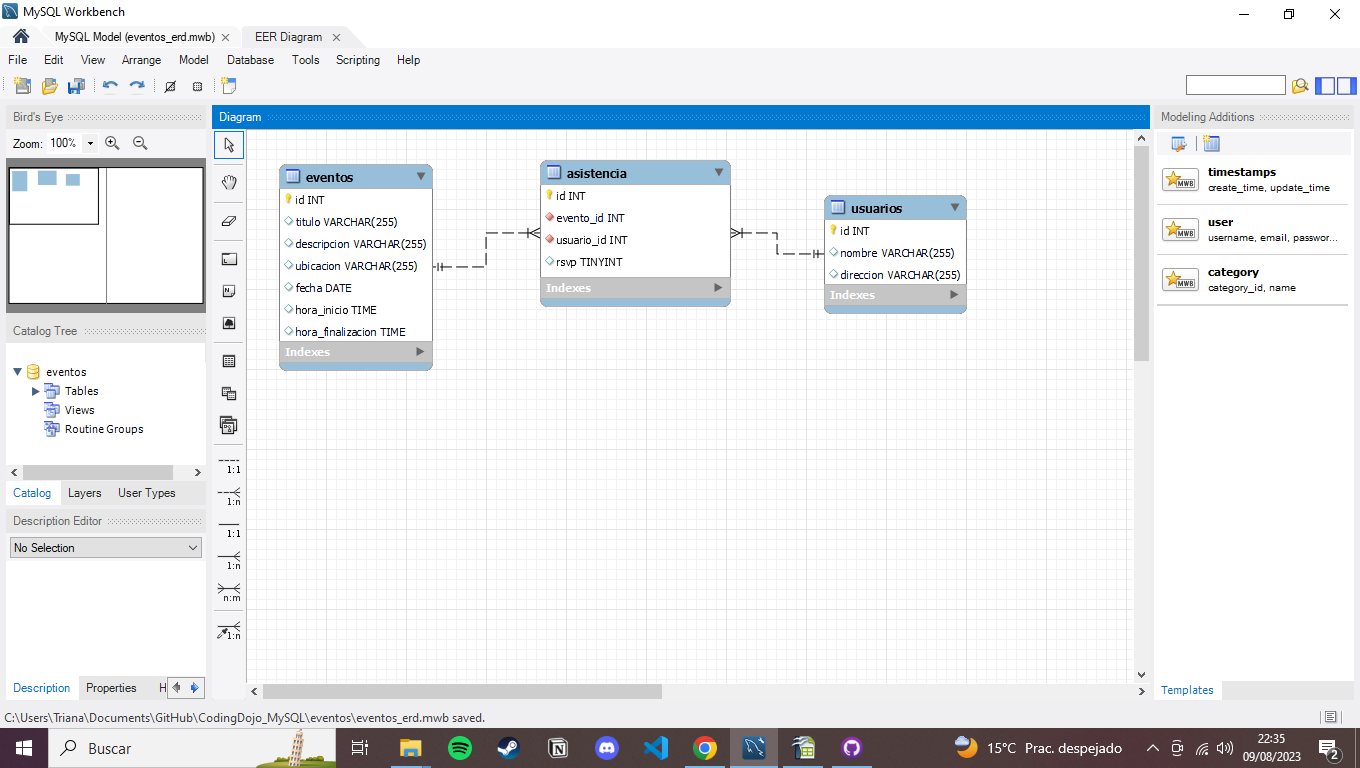 MySQL Workbench
MySQL Model (eventos_erd.mwb)
EER Diagram
File Edit View Arrange Model Database Tools Scripting Help
Bird's Eye
Zoom: 100%
Catalog Tree
eventos
Tables
Views
Routine Groups
Catalog Layers User Types
Description Editor
No Selection
Description Properties H
Diagram
1:1
1:n
1:1
1:n
n:m
1:n
eventos
id INT
titulo VARCHAR(255)
descripcion VARCHAR(255)
ubicacion VARCHAR(255)
fecha DATE
hora_inicio TIME
hora_finalizacion TIME
Indexes
asistencia
id INT
evento_id INT
usuario_id INT
rsvp TINYINT
Indexes
usuarios
id INT
nombre VARCHAR(255)
direccion VARCHAR(255)
Indexes
Modeling Additions
MWB
timestamps
create_time, update_time
MWB
user
username, email, passwor...
MWB
category
category_id, name
Templates
C:\Users\Triana\Documents\GitHub\CodingDojo_MySQL\eventos\eventos_erd.mwb saved.
Buscar
15°C Prac. despejado
22:35
09/08/2023
2